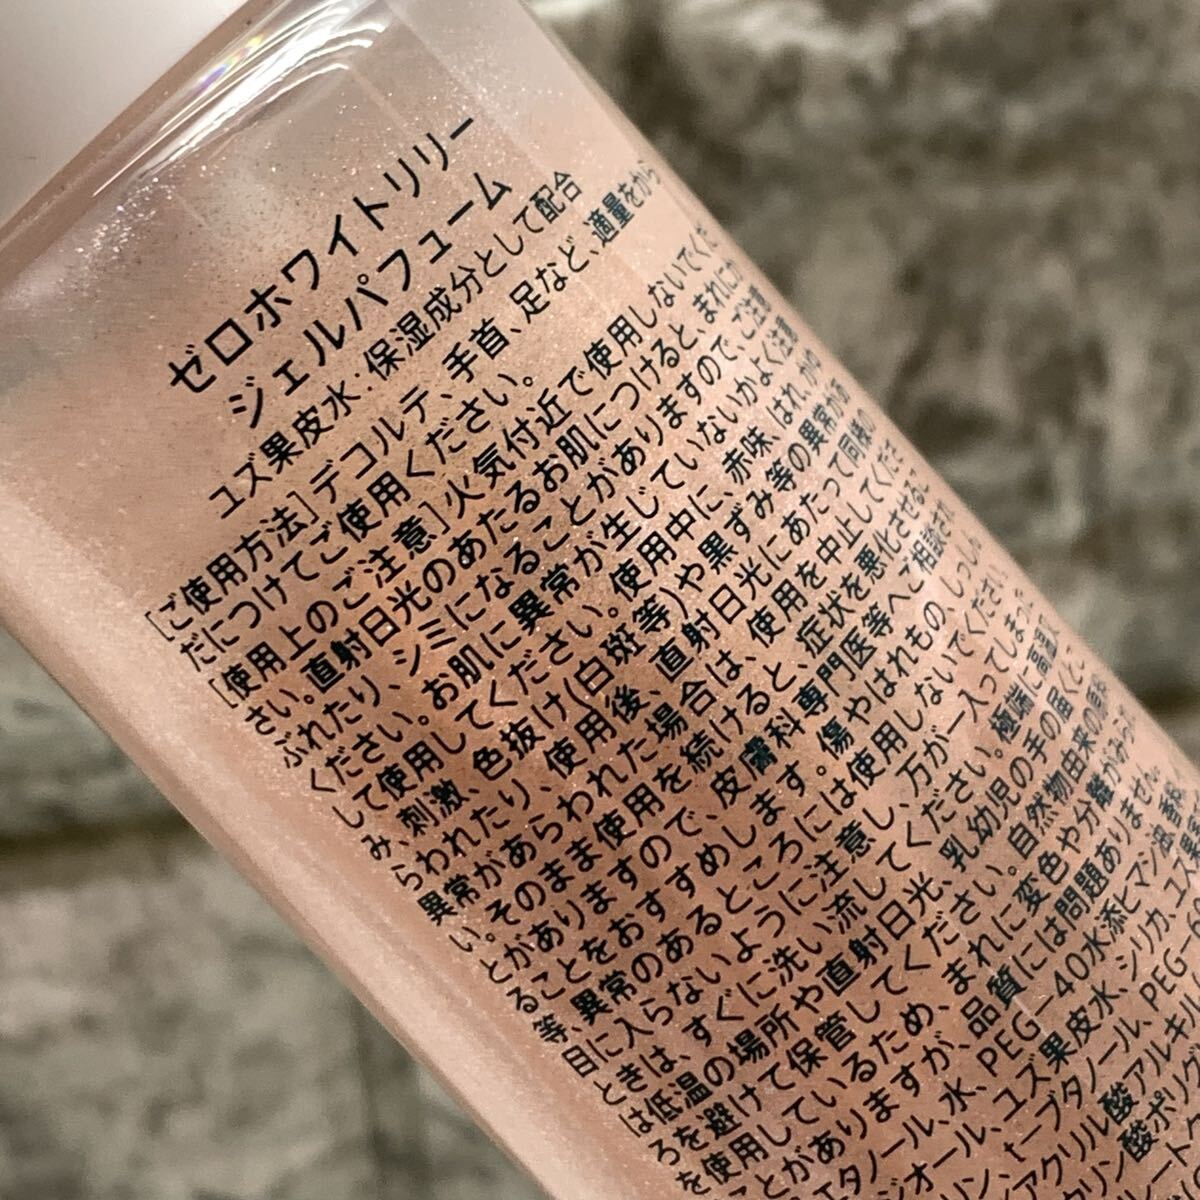 ゼロホワイトリリー
ジェルパフューム
ユズ果皮水:保湿成分として配合
[ご使用方法]デコルテ、手首、足など、適量をから
だにつけてご使用ください。
[使用上のご注意]火気付近で使用しないでくだ
さい。直射日光のあたるお肌につけると、まれにか
ぶれたり、シミになることがありますので、ご注意
ください。お肌に異常が生じていないかよく注意
して使用してください。使用中に、赤味、はれ、かゆ
み、刺激、色抜け(白斑等)や黒ずみ等の異常があ
らわれたり、使用後、直射日光にあたって同様の
異常があらわれた場合は、使用を中止してくださ
い。そのまま使用を続けると、症状を悪化させるこ
とがありますので、皮膚科専門医等へご相談され
ることをおすすめします。傷やはれもの、しっしん
等、異常のあるところには使用しないでください。
目に入らないように注意し、万が一入ってしまった
ときは、すぐに洗い流してください。極端に高温又
は低温の場所や直射日光、乳幼児の手の届くとこ
ろを避けて保管してください。自然物由来の原料
を使用しているため、まれに変色や分離がみられ
ることがありますが、品質には問題ありません。
エタノール、水、PEG-40水添ヒマシ油、香料
ジオール、ユズ果皮水、シリカ、ユズ果
リン、t-ブタノール、PEG-
アクリル酸アルキル
リン酸ポリグ